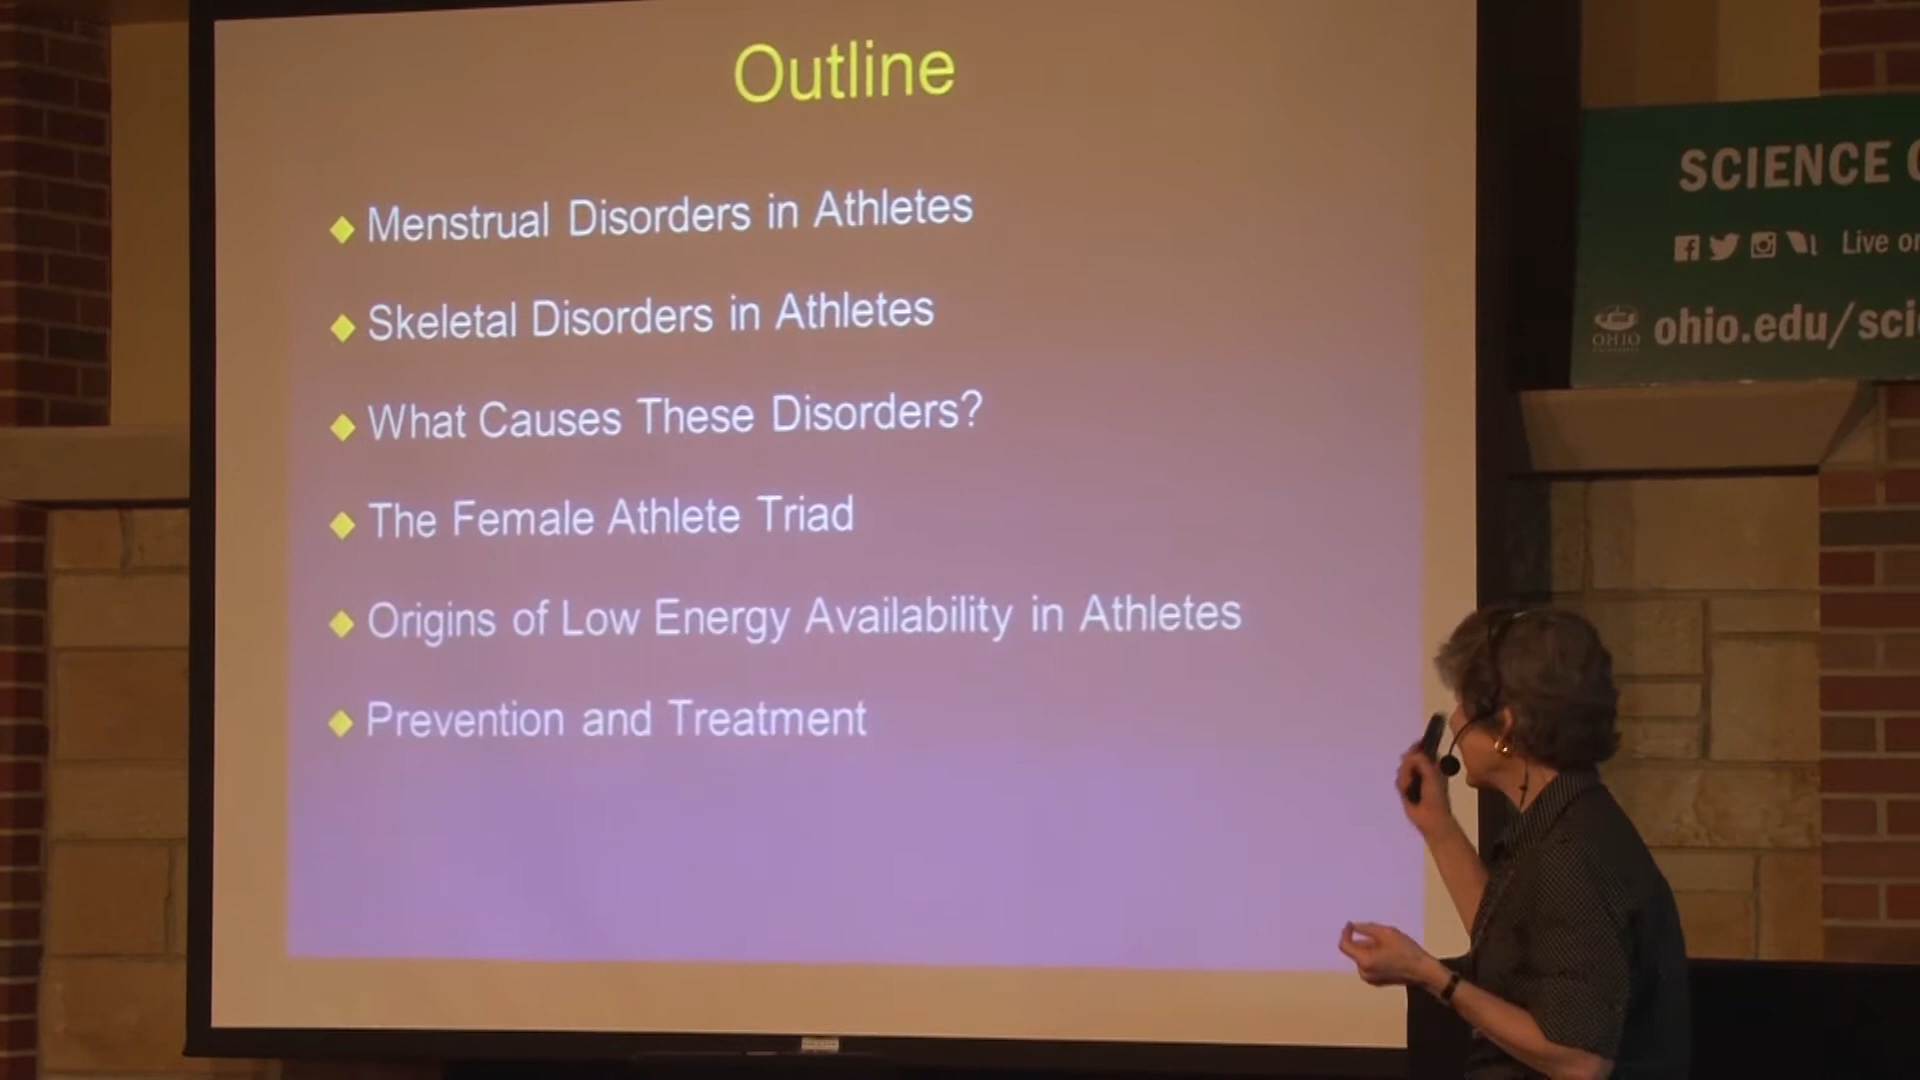 Outline
Menstrual Disorders in Athletes
Skeletal Disorders in Athletes
What Causes These Disorders?
The Female Athlete Triad
Origins of Low Energy Availability in Athletes
Prevention and Treatment
SCIENCE
Live
OHIO
ohio.edu/sci